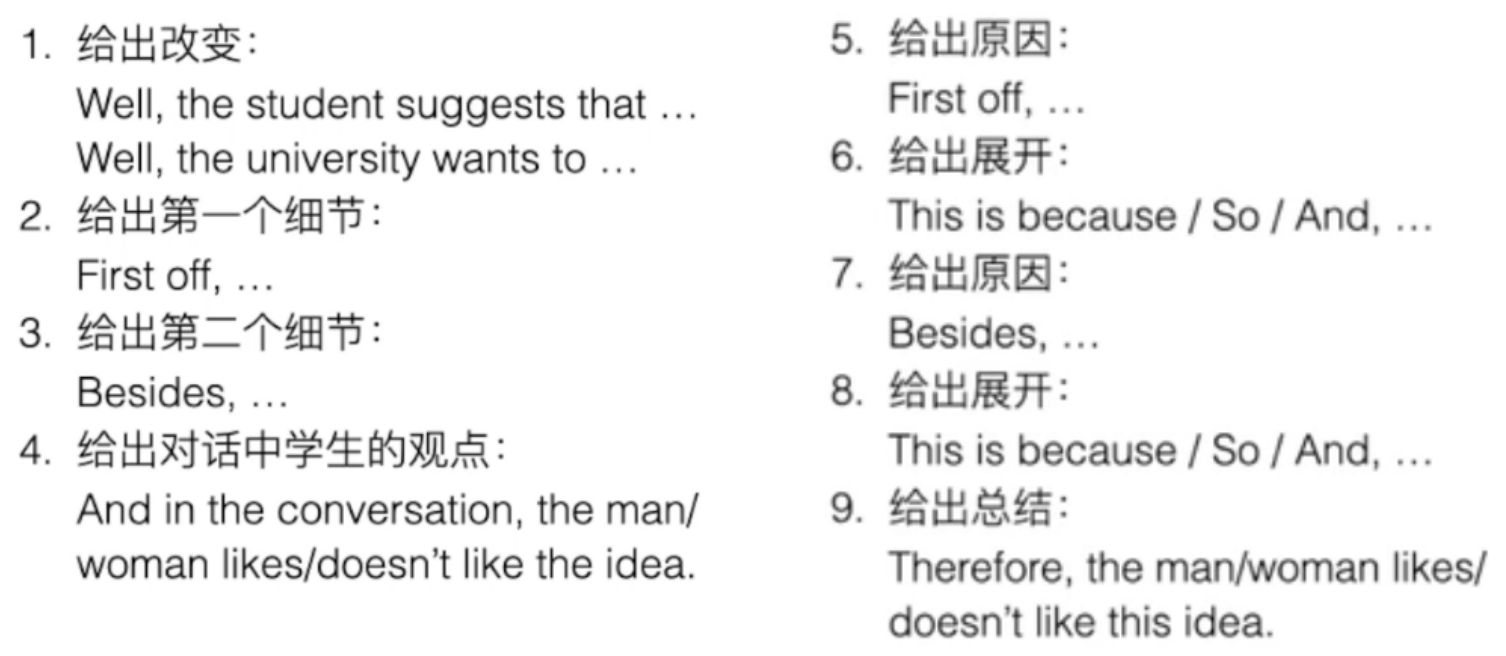 1. 给出改变：
Well, the student suggests that …
Well, the university wants to …
2. 给出第一个细节：
First off, …
3. 给出第二个细节：
Besides, …
4. 给出对话中学生的观点：
And in the conversation, the man/
woman likes/doesn't like the idea.
5. 给出原因：
First off, …
6. 给出展开：
This is because / So / And, …
7. 给出原因：
Besides, …
8. 给出展开：
This is because / So / And, …
9. 给出总结：
Therefore, the man/woman likes/
doesn't like this idea.